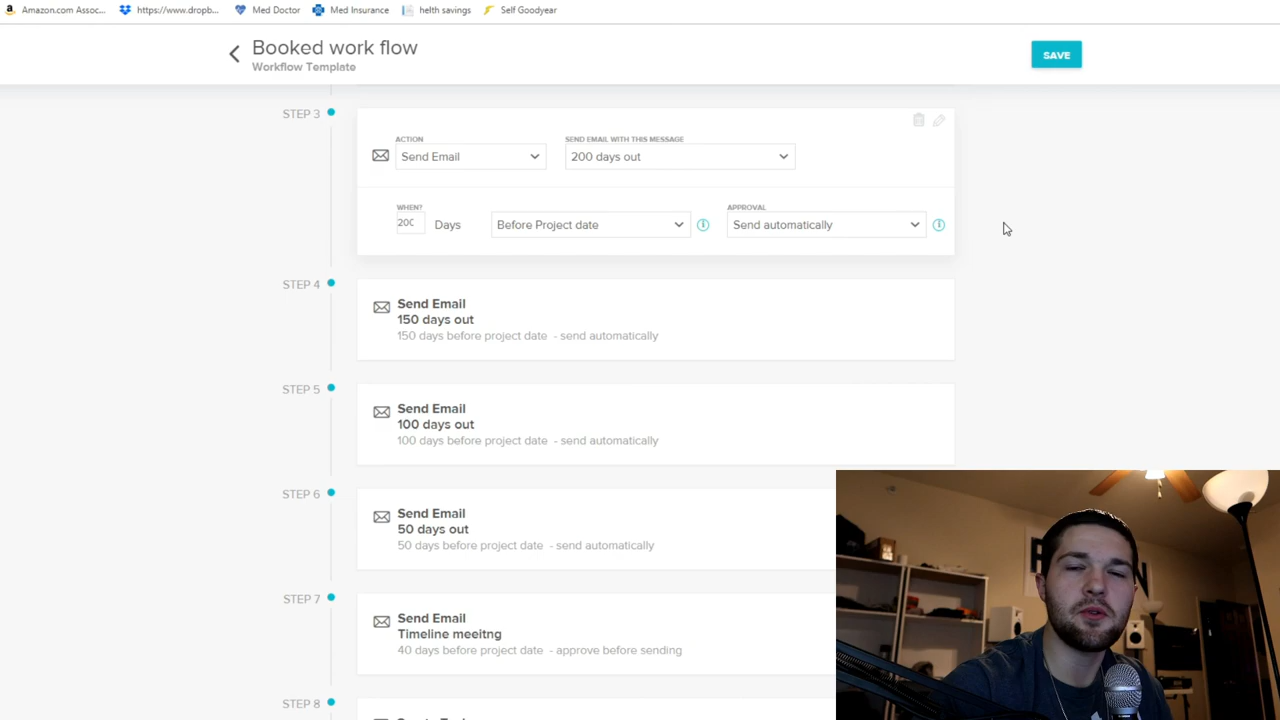 Amazon.com Assoc... https://www.dropb... Med Doctor Med Insurance helth savings Self Goodyear
Booked work flow
Workflow Template
SAVE
STEP 3
ACTION
Send Email
SEND EMAIL WITH THIS MESSAGE
200 days out
WHEN?
200
Days
Before Project date
APPROVAL
Send automatically
STEP 4
Send Email
150 days out
150 days before project date - send automatically
STEP 5
Send Email
100 days out
100 days before project date - send automatically
STEP 6
Send Email
50 days out
50 days before project date - send automatically
STEP 7
Send Email
Timeline meeitng
40 days before project date - approve before sending
STEP 8